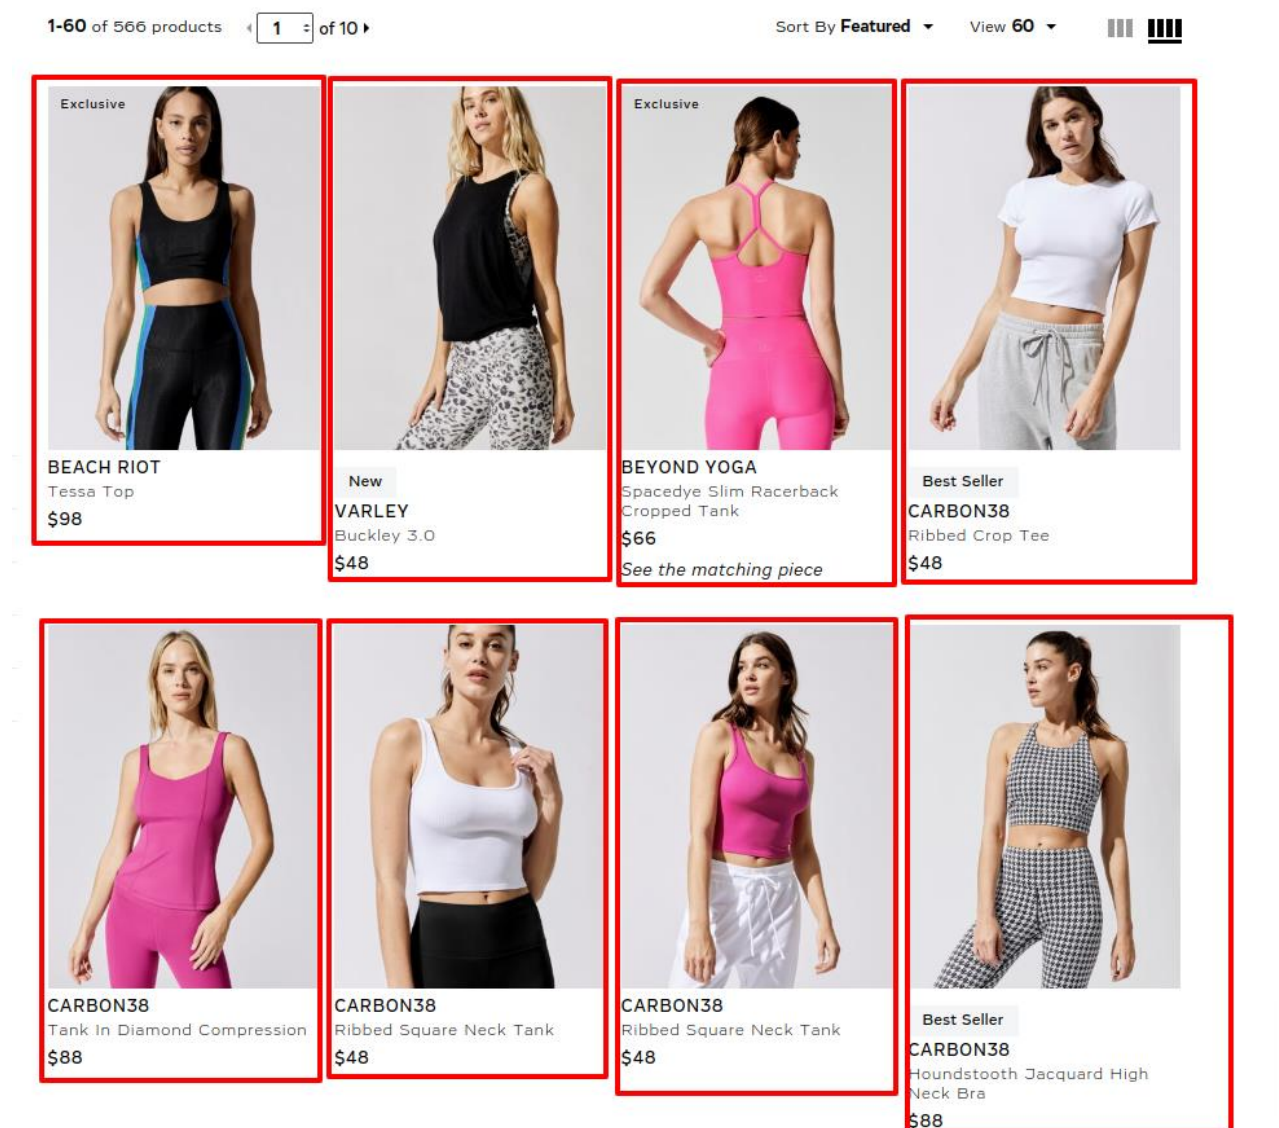 1-60 of 566 products
1 of 10
Sort By Featured
View 60
Exclusive
Exclusive
BEACH RIOT
Tessa Top
$98
New
VARLEY
Buckley 3.0
$48
BEYOND YOGA
Spacedye Slim Racerback
Cropped Tank
$66
See the matching piece
Best Seller
CARBON38
Ribbed Crop Tee
$48
CARBON38
Tank In Diamond Compression
$88
CARBON38
Ribbed Square Neck Tank
$48
CARBON38
Ribbed Square Neck Tank
$48
Best Seller
CARBON38
Houndstooth Jacquard High
Neck Bra
$88